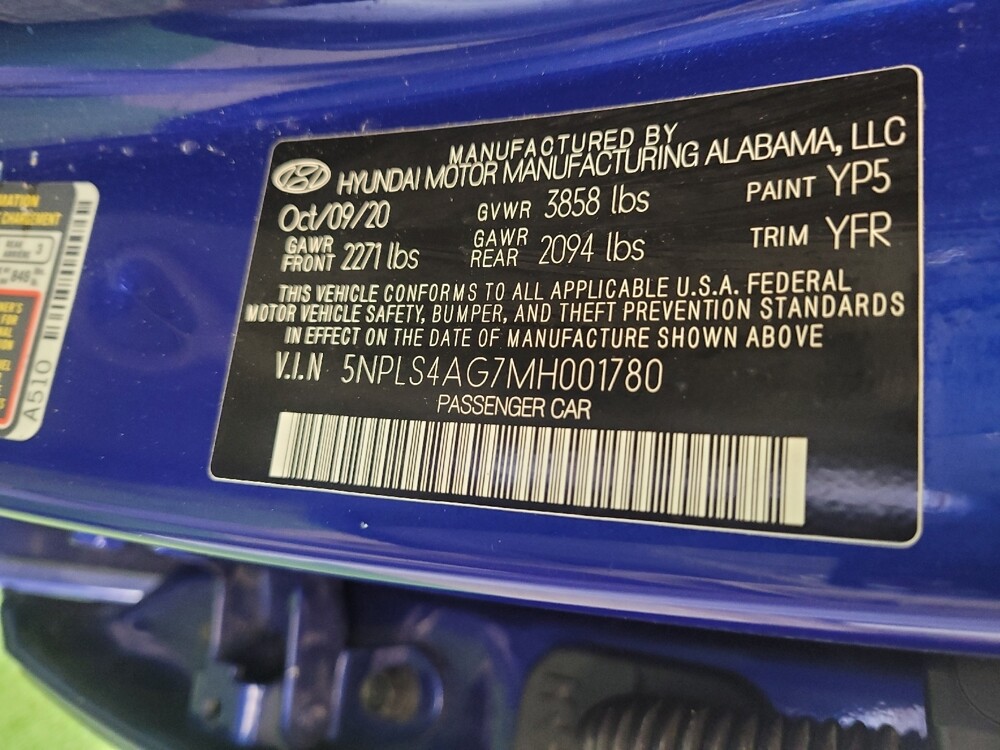 MANUFACTURED BY
HYUNDAI MOTOR MANUFACTURING ALABAMA, LLC
Oct/09/20 GVWR 3858 lbs PAINT YP5
GAWR FRONT 2271 lbs GAWR REAR 2094 lbs TRIM YFR
THIS VEHICLE CONFORMS TO ALL APPLICABLE U.S.A. FEDERAL
MOTOR VEHICLE SAFETY, BUMPER, AND THEFT PREVENTION STANDARDS
IN EFFECT ON THE DATE OF MANUFACTURE SHOWN ABOVE
V.I.N 5NPLS4AG7MH001780
PASSENGER CAR
REAR 3
A510